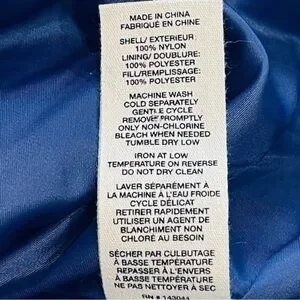 MADE IN CHINA
FABRIQUÉ EN CHINE
SHELL/ EXTERIEUR:
100% NYLON
LINING/ DOUBLURE:
100% POLYESTER
FILL/REMPLISSAGE:
100% POLYESTER
MACHINE WASH
COLD SEPARATELY
GENTLE CYCLE
REMOVE PROMPTLY
ONLY NON-CHLORINE
BLEACH WHEN NEEDED
TUMBLE DRY LOW
IRON AT LOW
TEMPERATURE ON REVERSE
DO NOT DRY CLEAN
LAVER SÉPARÉMENT À
LA MACHINE À L'EAU FROIDE
CYCLE DÉLICAT
RETIRER RAPIDEMENT
UTILISER UN AGENT DE
BLANCHIMENT NON
CHLORÉ AU BESOIN
SÉCHER PAR CULBUTAGE
À BASSE TEMPÉRATURE
REPASSER À L'ENVERS
À BASSE TEMPÉRATURE
NE PAS NETTOYER À SEC
RN # 143044